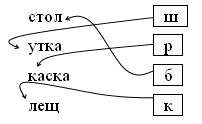 стол ш
утка р
каска б
лещ к